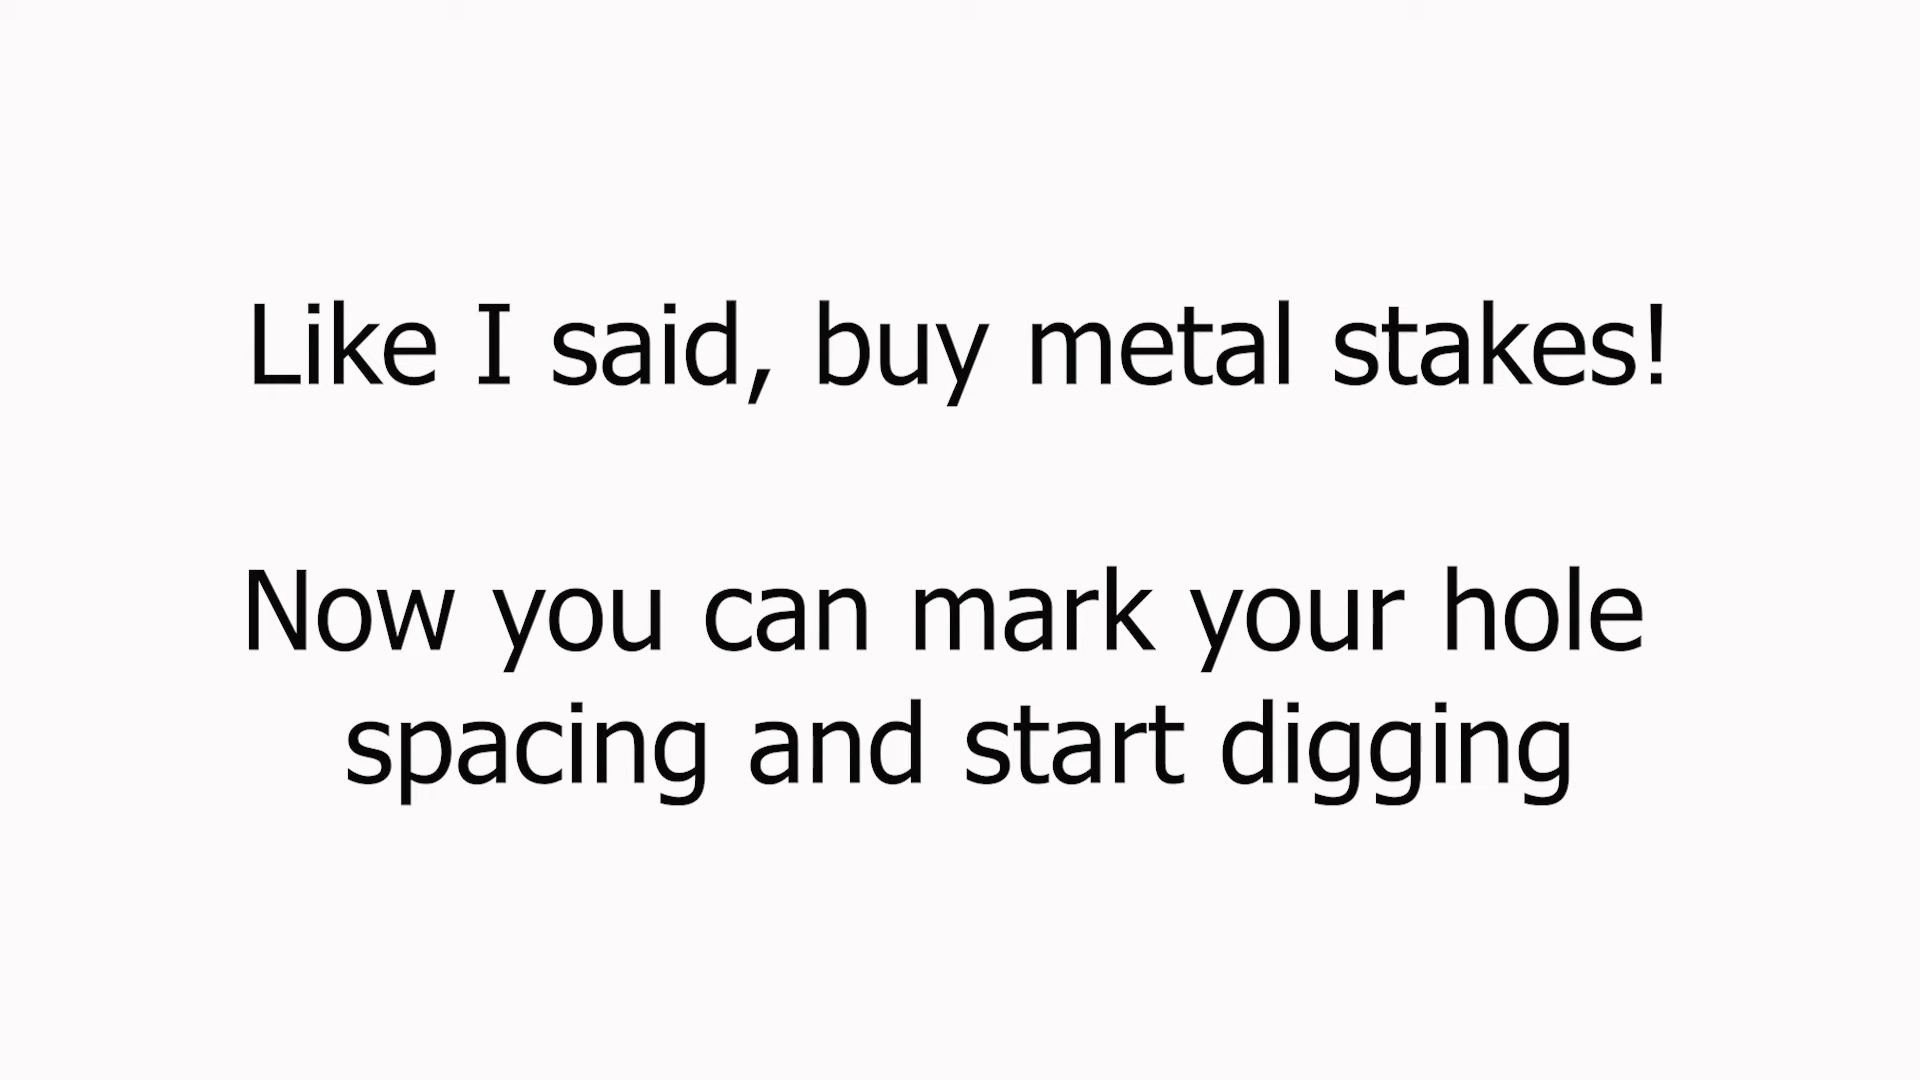 Like I said, buy metal stakes!
Now you can mark your hole
spacing and start digging